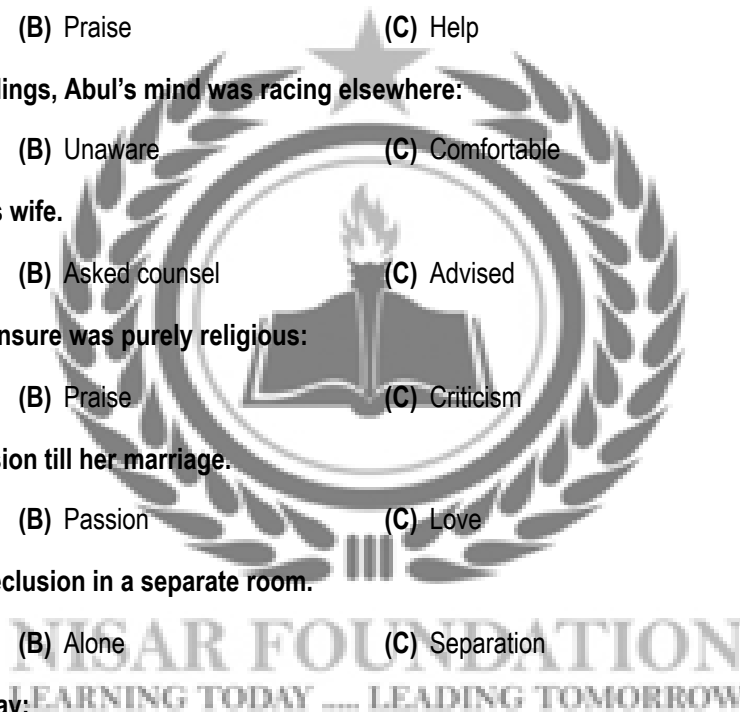 (B) Praise (C) Help
lings, Abul's mind was racing elsewhere:
(B) Unaware (C) Comfortable
s wife.
(B) Asked counsel (C) Advised
nsure was purely religious:
(B) Praise (C) Criticism
sion till her marriage.
(B) Passion (C) Love
eclusion in a separate room.
(B) Alone (C) Separation
NISAR FOUNDATION
LEARNING TODAY ..... LEADING TOMORROW
ay: